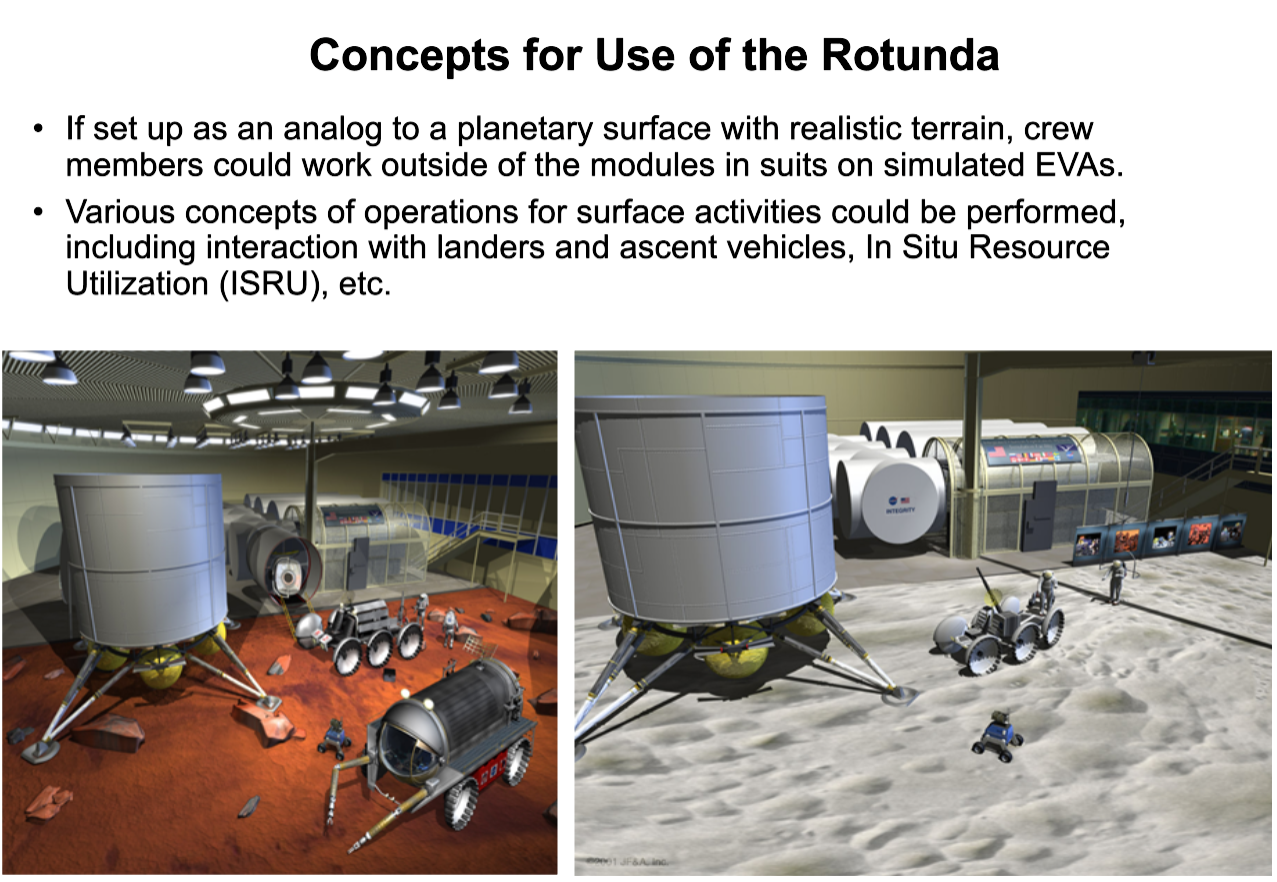 Concepts for Use of the Rotunda
• If set up as an analog to a planetary surface with realistic terrain, crew
members could work outside of the modules in suits on simulated EVAs.
• Various concepts of operations for surface activities could be performed,
including interaction with landers and ascent vehicles, In Situ Resource
Utilization (ISRU), etc.
INTEGRITY
©2001 JF&A, Inc.